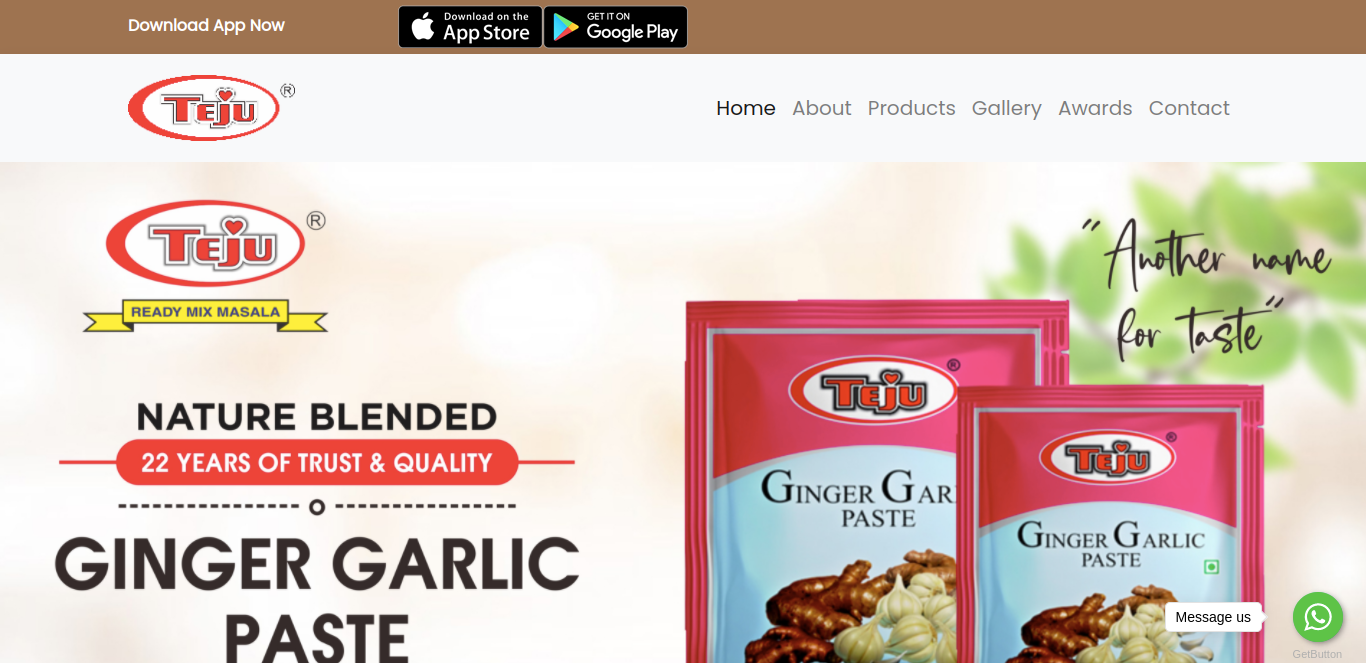 Download App Now
Download on the
App Store
GET IT ON
Google Play
TEJU ®
Home About Products Gallery Awards Contact
TEJU ®
READY MIX MASALA
"Another name
for taste"
NATURE BLENDED
22 YEARS OF TRUST & QUALITY
GINGER GARLIC
PASTE
TEJU ®
GINGER GAR
PASTE
TEJU ®
GINGER GARLIC
PASTE
Message us
GetButton